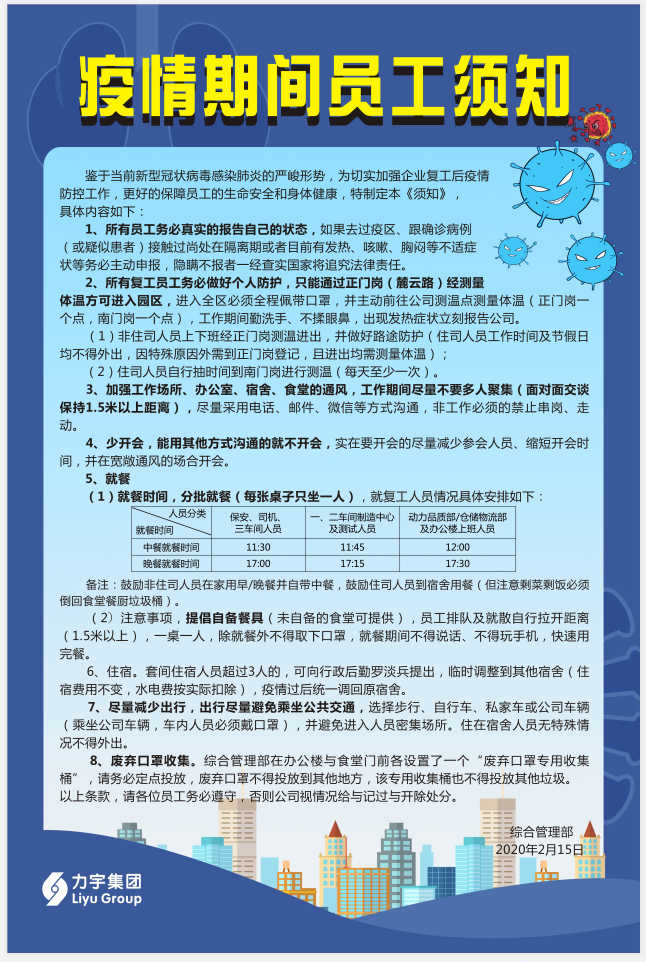 疫情期间员工须知
鉴于当前新型冠状病毒感染肺炎的严峻形势，为切实加强企业复工后疫情
防控工作，更好的保障员工的生命安全和身体健康，特制定本《须知》，
具体内容如下：
1、所有员工务必真实的报告自己的状态，如果去过疫区、跟确诊病例
（或疑似患者）接触过尚处在隔离期或者目前有发热、咳嗽、胸闷等不适症
状等务必主动申报，隐瞒不报者一经查实国家将追究法律责任。
2、所有复工员工务必做好个人防护，只能通过正门岗（麓云路）经测量
体温方可进入园区，进入全区必须全程佩带口罩，并主动前往公司测温点测量体温（正门岗一
个点，南门岗一个点），工作期间勤洗手、不揉眼鼻，出现发热症状立刻报告公司。
（1）非住司人员上下班经正门岗测温进出，并做好路途防护（住司人员工作时间及节假日
均不得外出，因特殊原因外需到正门岗登记，且进出均需测量体温）；
（2）住司人员自行抽时间到南门岗进行测温（每天至少一次）。
3、加强工作场所、办公室、宿舍、食堂的通风，工作期间尽量不要多人聚集（面对面交谈
保持1.5米以上距离），尽量采用电话、邮件、微信等方式沟通，非工作必须的禁止串岗、走
动。
4、少开会，能用其他方式沟通的就不开会，实在要开会的尽量减少参会人员、缩短开会时
间，并在宽敞通风的场合开会。
5、就餐
（1）就餐时间，分批就餐（每张桌子只坐一人），就复工人员情况具体安排如下：
人员分类
就餐时间
保安、司机、
三车间人员
一、二车间制造中心
及测试人员
动力品质部/仓储物流部
及办公楼上班人员
中餐就餐时间 11:30 11:45 12:00
晚餐就餐时间 17:00 17:15 17:30
备注：鼓励非住司人员在家用早/晚餐并自带中餐，鼓励住司人员到宿舍用餐（但注意剩菜剩饭必须
倒回食堂餐厨垃圾桶）。
（2）注意事项，提倡自备餐具（未自备的食堂可提供），员工排队及就散自行拉开距离
（1.5米以上），一桌一人，除就餐外不得取下口罩，就餐期间不得说话、不得玩手机，快速用
完餐。
6、住宿。套间住宿人员超过3人的，可向行政后勤罗淡兵提出，临时调整到其他宿舍（住
宿费用不变，水电费按实际扣除），疫情过后统一调回原宿舍。
7、尽量减少出行，出行尽量避免乘坐公共交通，选择步行、自行车、私家车或公司车辆
（乘坐公司车辆，车内人员必须戴口罩），并避免进入人员密集场所。住在宿舍人员无特殊情
况不得外出。
8、废弃口罩收集。综合管理部在办公楼与食堂门前各设置了一个“废弃口罩专用收集
桶”，请务必定点投放，废弃口罩不得投放到其他地方，该专用收集桶也不得投放其他垃圾。
以上条款，请各位员工务必遵守，否则公司视情况给与记过与开除处分。
综合管理部
2020年2月15日
力宇集团
Liyu Group